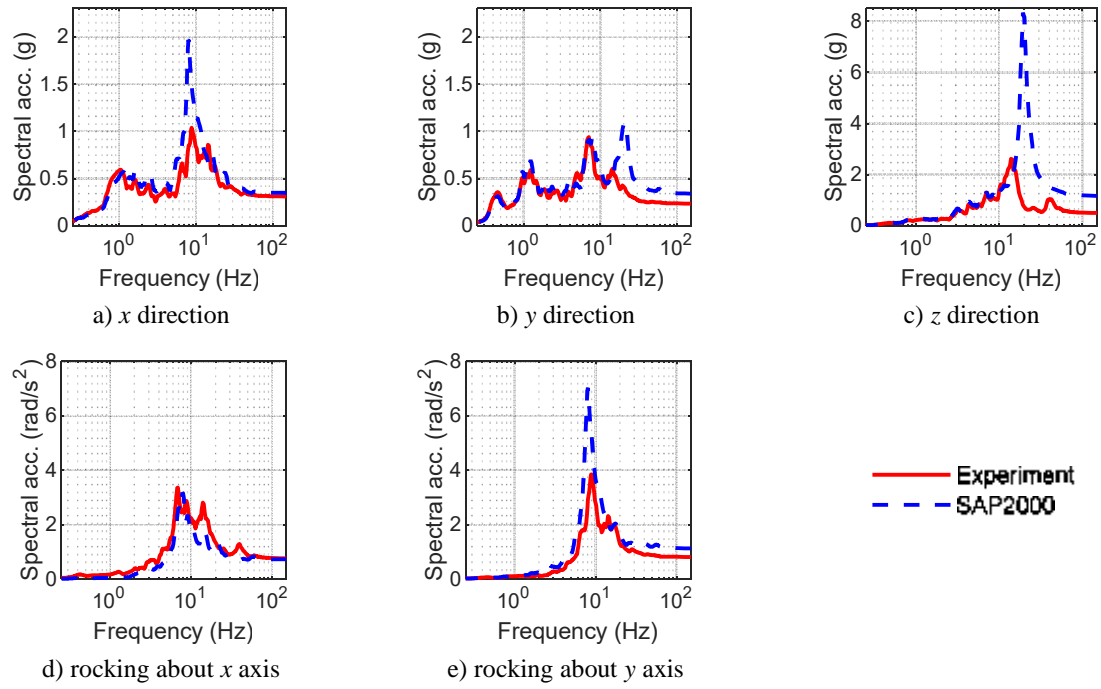 Spectral acc. (g)
2
1.5
1
0.5
0
10^0 10^1 10^2
Frequency (Hz)
a) x direction
Spectral acc. (g)
2
1.5
1
0.5
0
10^0 10^1 10^2
Frequency (Hz)
b) y direction
Spectral acc. (g)
8
6
4
2
0
10^0 10^1 10^2
Frequency (Hz)
c) z direction
Spectral acc. (rad/s^2)
8
6
4
2
0
10^0 10^1 10^2
Frequency (Hz)
d) rocking about x axis
Spectral acc. (rad/s^2)
8
6
4
2
0
10^0 10^1 10^2
Frequency (Hz)
e) rocking about y axis
Experiment
SAP2000